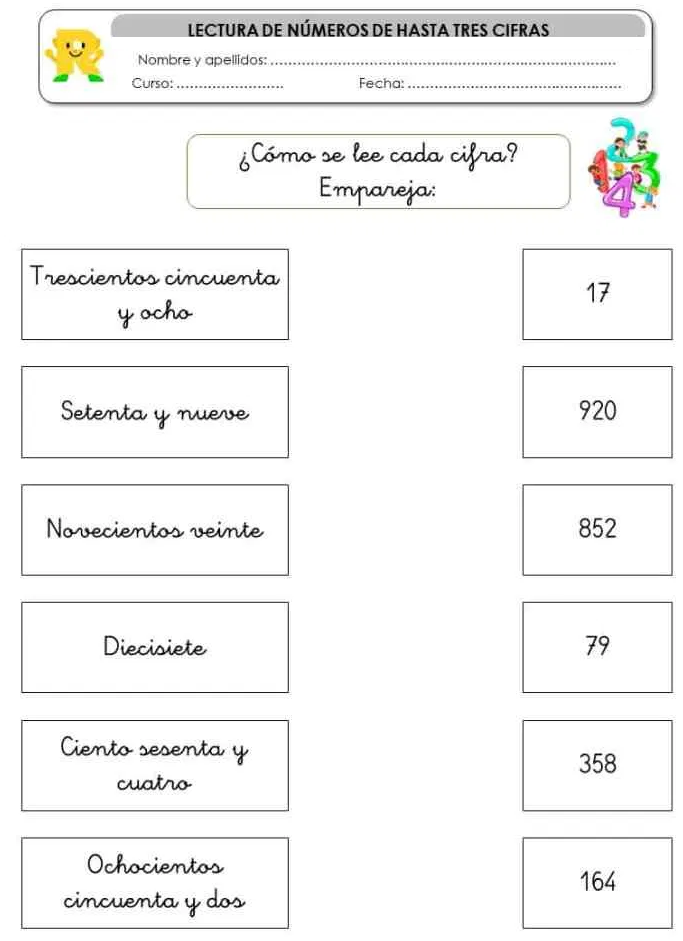 LECTURA DE NÚMEROS DE HASTA TRES CIFRAS
Nombre y apellidos:
Curso: Fecha:
¿Cómo se lee cada cifra?
Empareja:
Trescientos cincuenta
y ocho
17
Setenta y nueve
920
Novecientos veinte
852
Diecisiete
79
Ciento sesenta y
cuatro
358
Ochocientos
cincuenta y dos
164